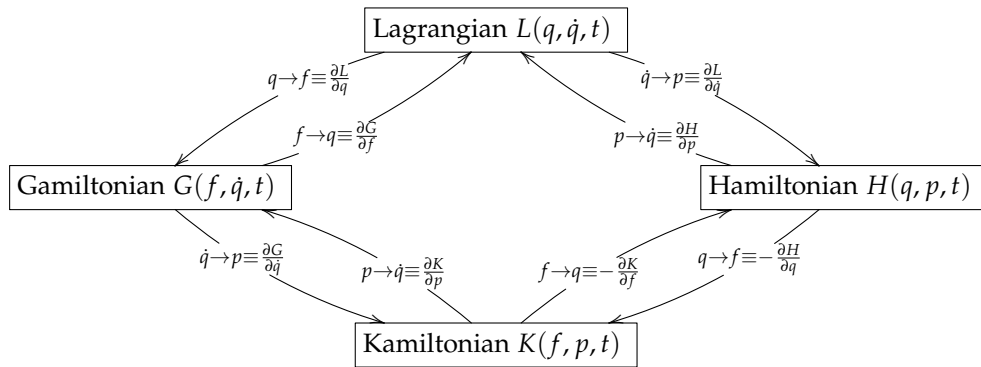 Lagrangian L(q, q̇, t)
q→f≡∂L/∂q
q̇→p≡∂L/∂q̇
f→q≡∂G/∂f
p→q̇≡∂H/∂p
Gamiltonian G(f, q̇, t)
Hamiltonian H(q, p, t)
q̇→p≡∂G/∂q̇
p→q̇≡∂K/∂p
f→q≡−∂K/∂f
q→f≡−∂H/∂q
Kamiltonian K(f, p, t)